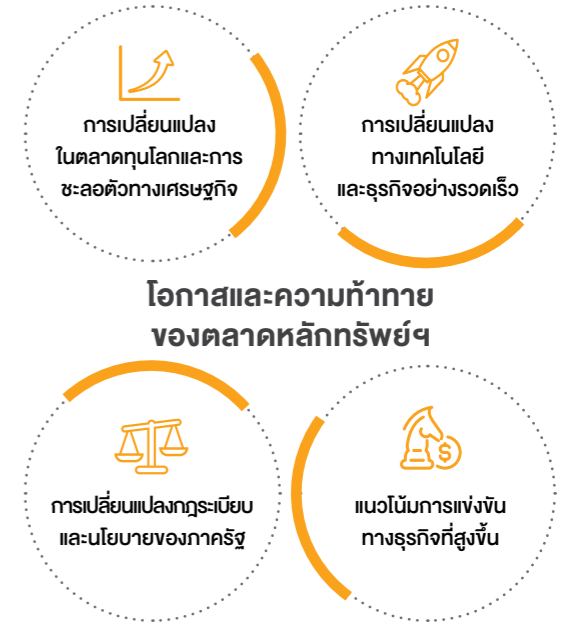 การเปลี่ยนแปลง
ในตลาดทุนโลกและการ
ชะลอตัวทางเศรษฐกิจ
การเปลี่ยนแปลง
ทางเทคโนโลยี
และธุรกิจอย่างรวดเร็ว
โอกาสและความท้าทาย
ของตลาดหลักทรัพย์ฯ
การเปลี่ยนแปลงกฎระเบียบ
และนโยบายของภาครัฐ
$
แนวโน้มการแข่งขัน
ทางธุรกิจที่สูงขึ้น